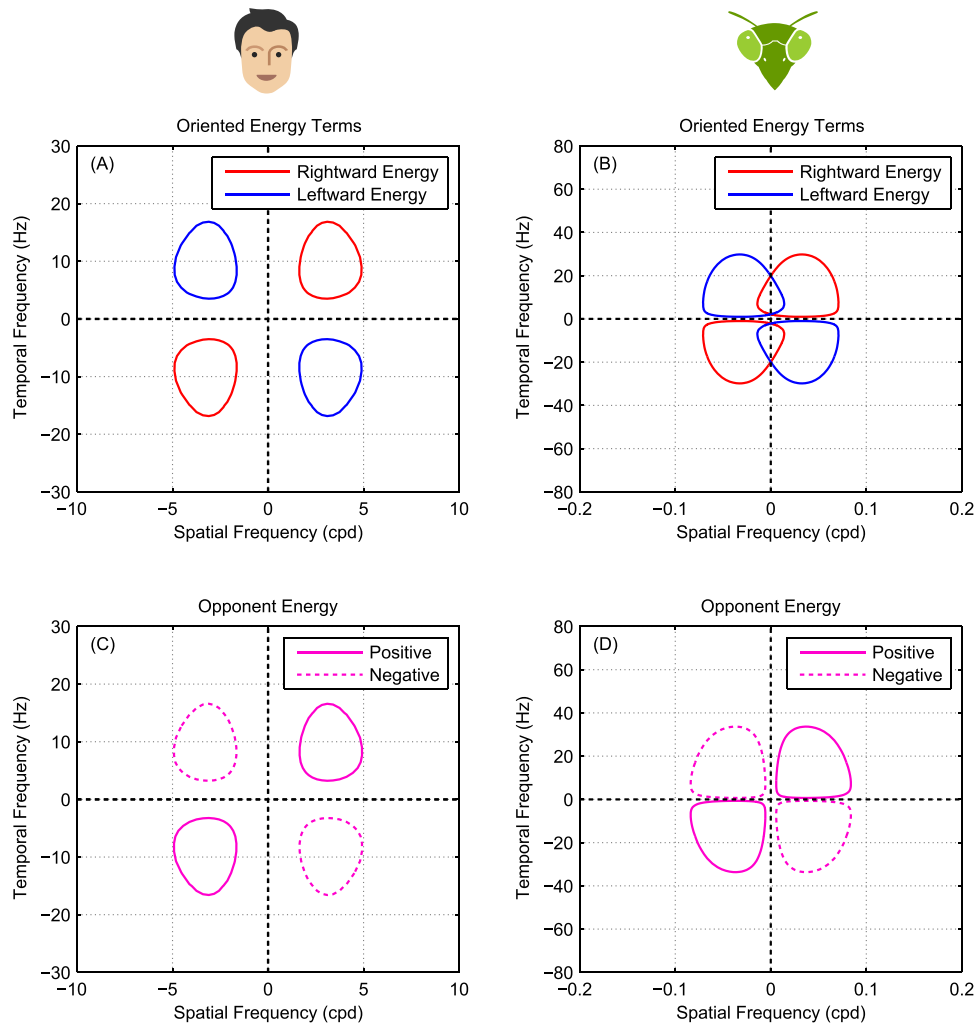 Oriented Energy Terms
(A)
Rightward Energy
Leftward Energy
30
20
10
0
−10
−20
−30
Temporal Frequency (Hz)
−10
−5
0
5
10
Spatial Frequency (cpd)
Oriented Energy Terms
(B)
Rightward Energy
Leftward Energy
80
60
40
20
0
−20
−40
−60
−80
Temporal Frequency (Hz)
−0.2
−0.1
0
0.1
0.2
Spatial Frequency (cpd)
Opponent Energy
(C)
Positive
Negative
30
20
10
0
−10
−20
−30
Temporal Frequency (Hz)
−10
−5
0
5
10
Spatial Frequency (cpd)
Opponent Energy
(D)
Positive
Negative
80
60
40
20
0
−20
−40
−60
−80
Temporal Frequency (Hz)
−0.2
−0.1
0
0.1
0.2
Spatial Frequency (cpd)